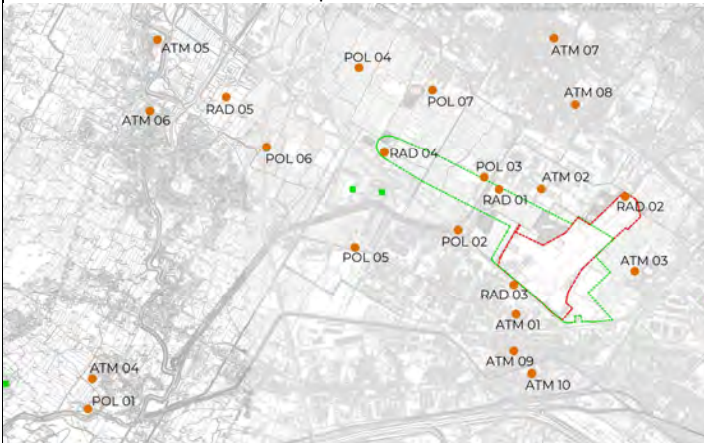 ATM 05
ATM 07
POL 04
POL 07
RAD 05
ATM 08
ATM 06
POL 06
RAD 04
POL 03
RAD 01
ATM 02
RAD 02
POL 02
POL 05
ATM 03
RAD 03
ATM 01
ATM 09
ATM 04
ATM 10
POL 01